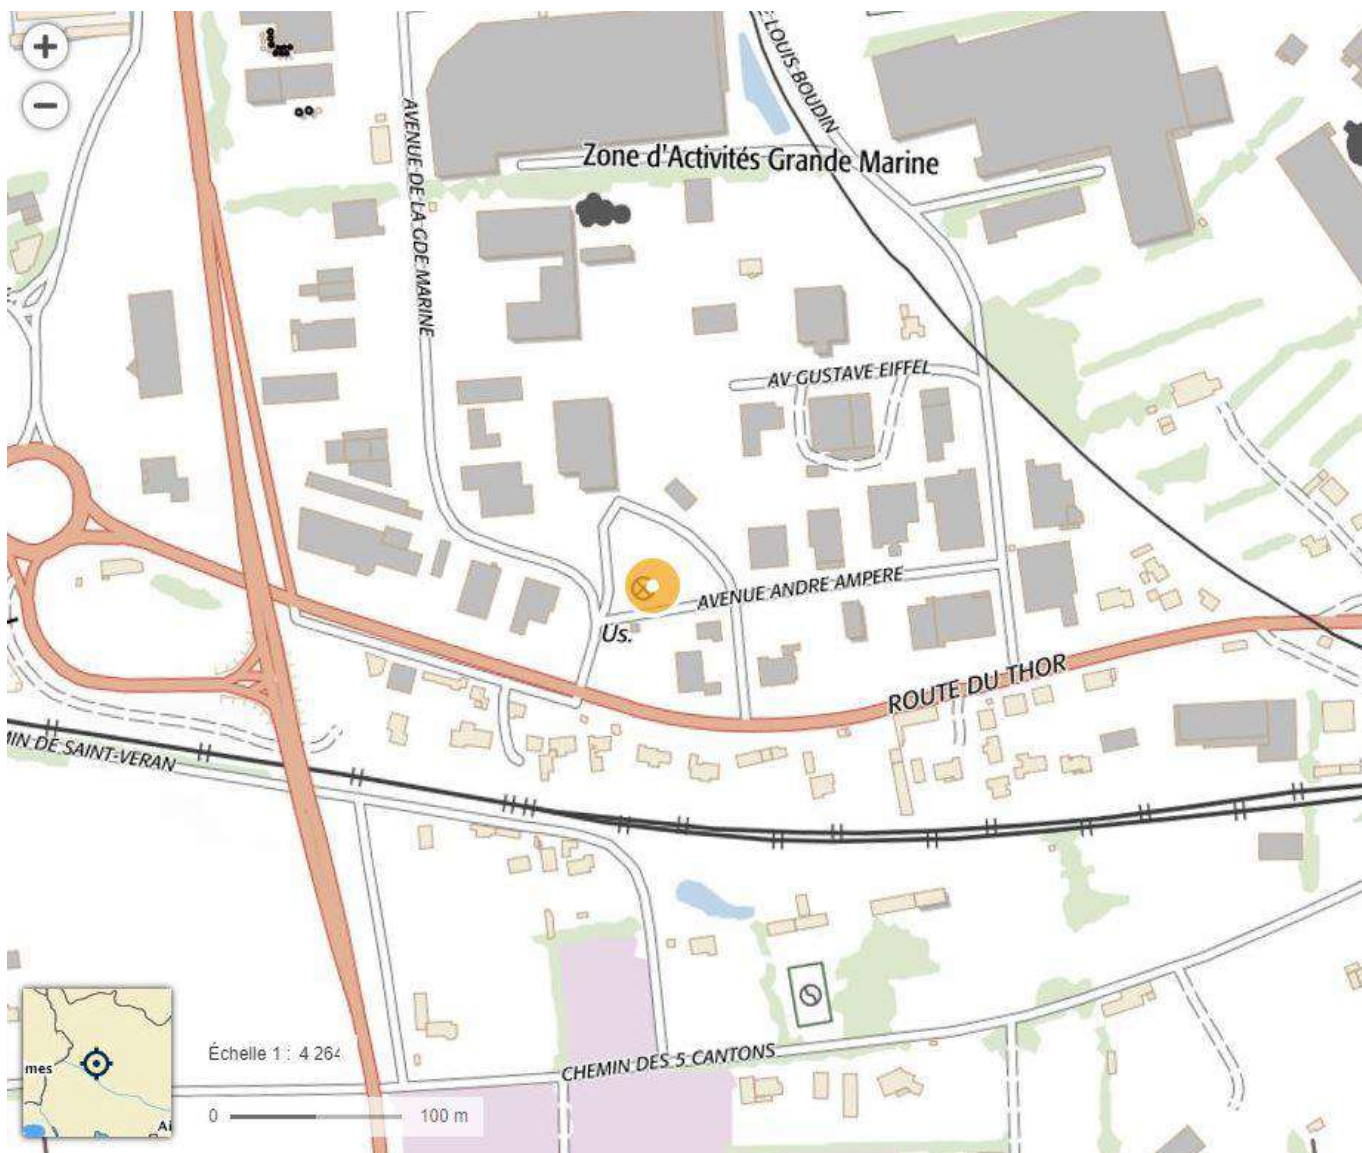 +
−
E LOUIS BOUDIN
AVENUE DE LA GDE MARINE
Zone d'Activités Grande Marine
AV GUSTAVE EIFFEL
AVENUE ANDRE AMPERE
Us.
ROUTE DU THOR
MIN DE SAINT-VERAN
CHEMIN DES 5 CANTONS
mes
Ai
Échelle 1 : 4 264
0 100 m